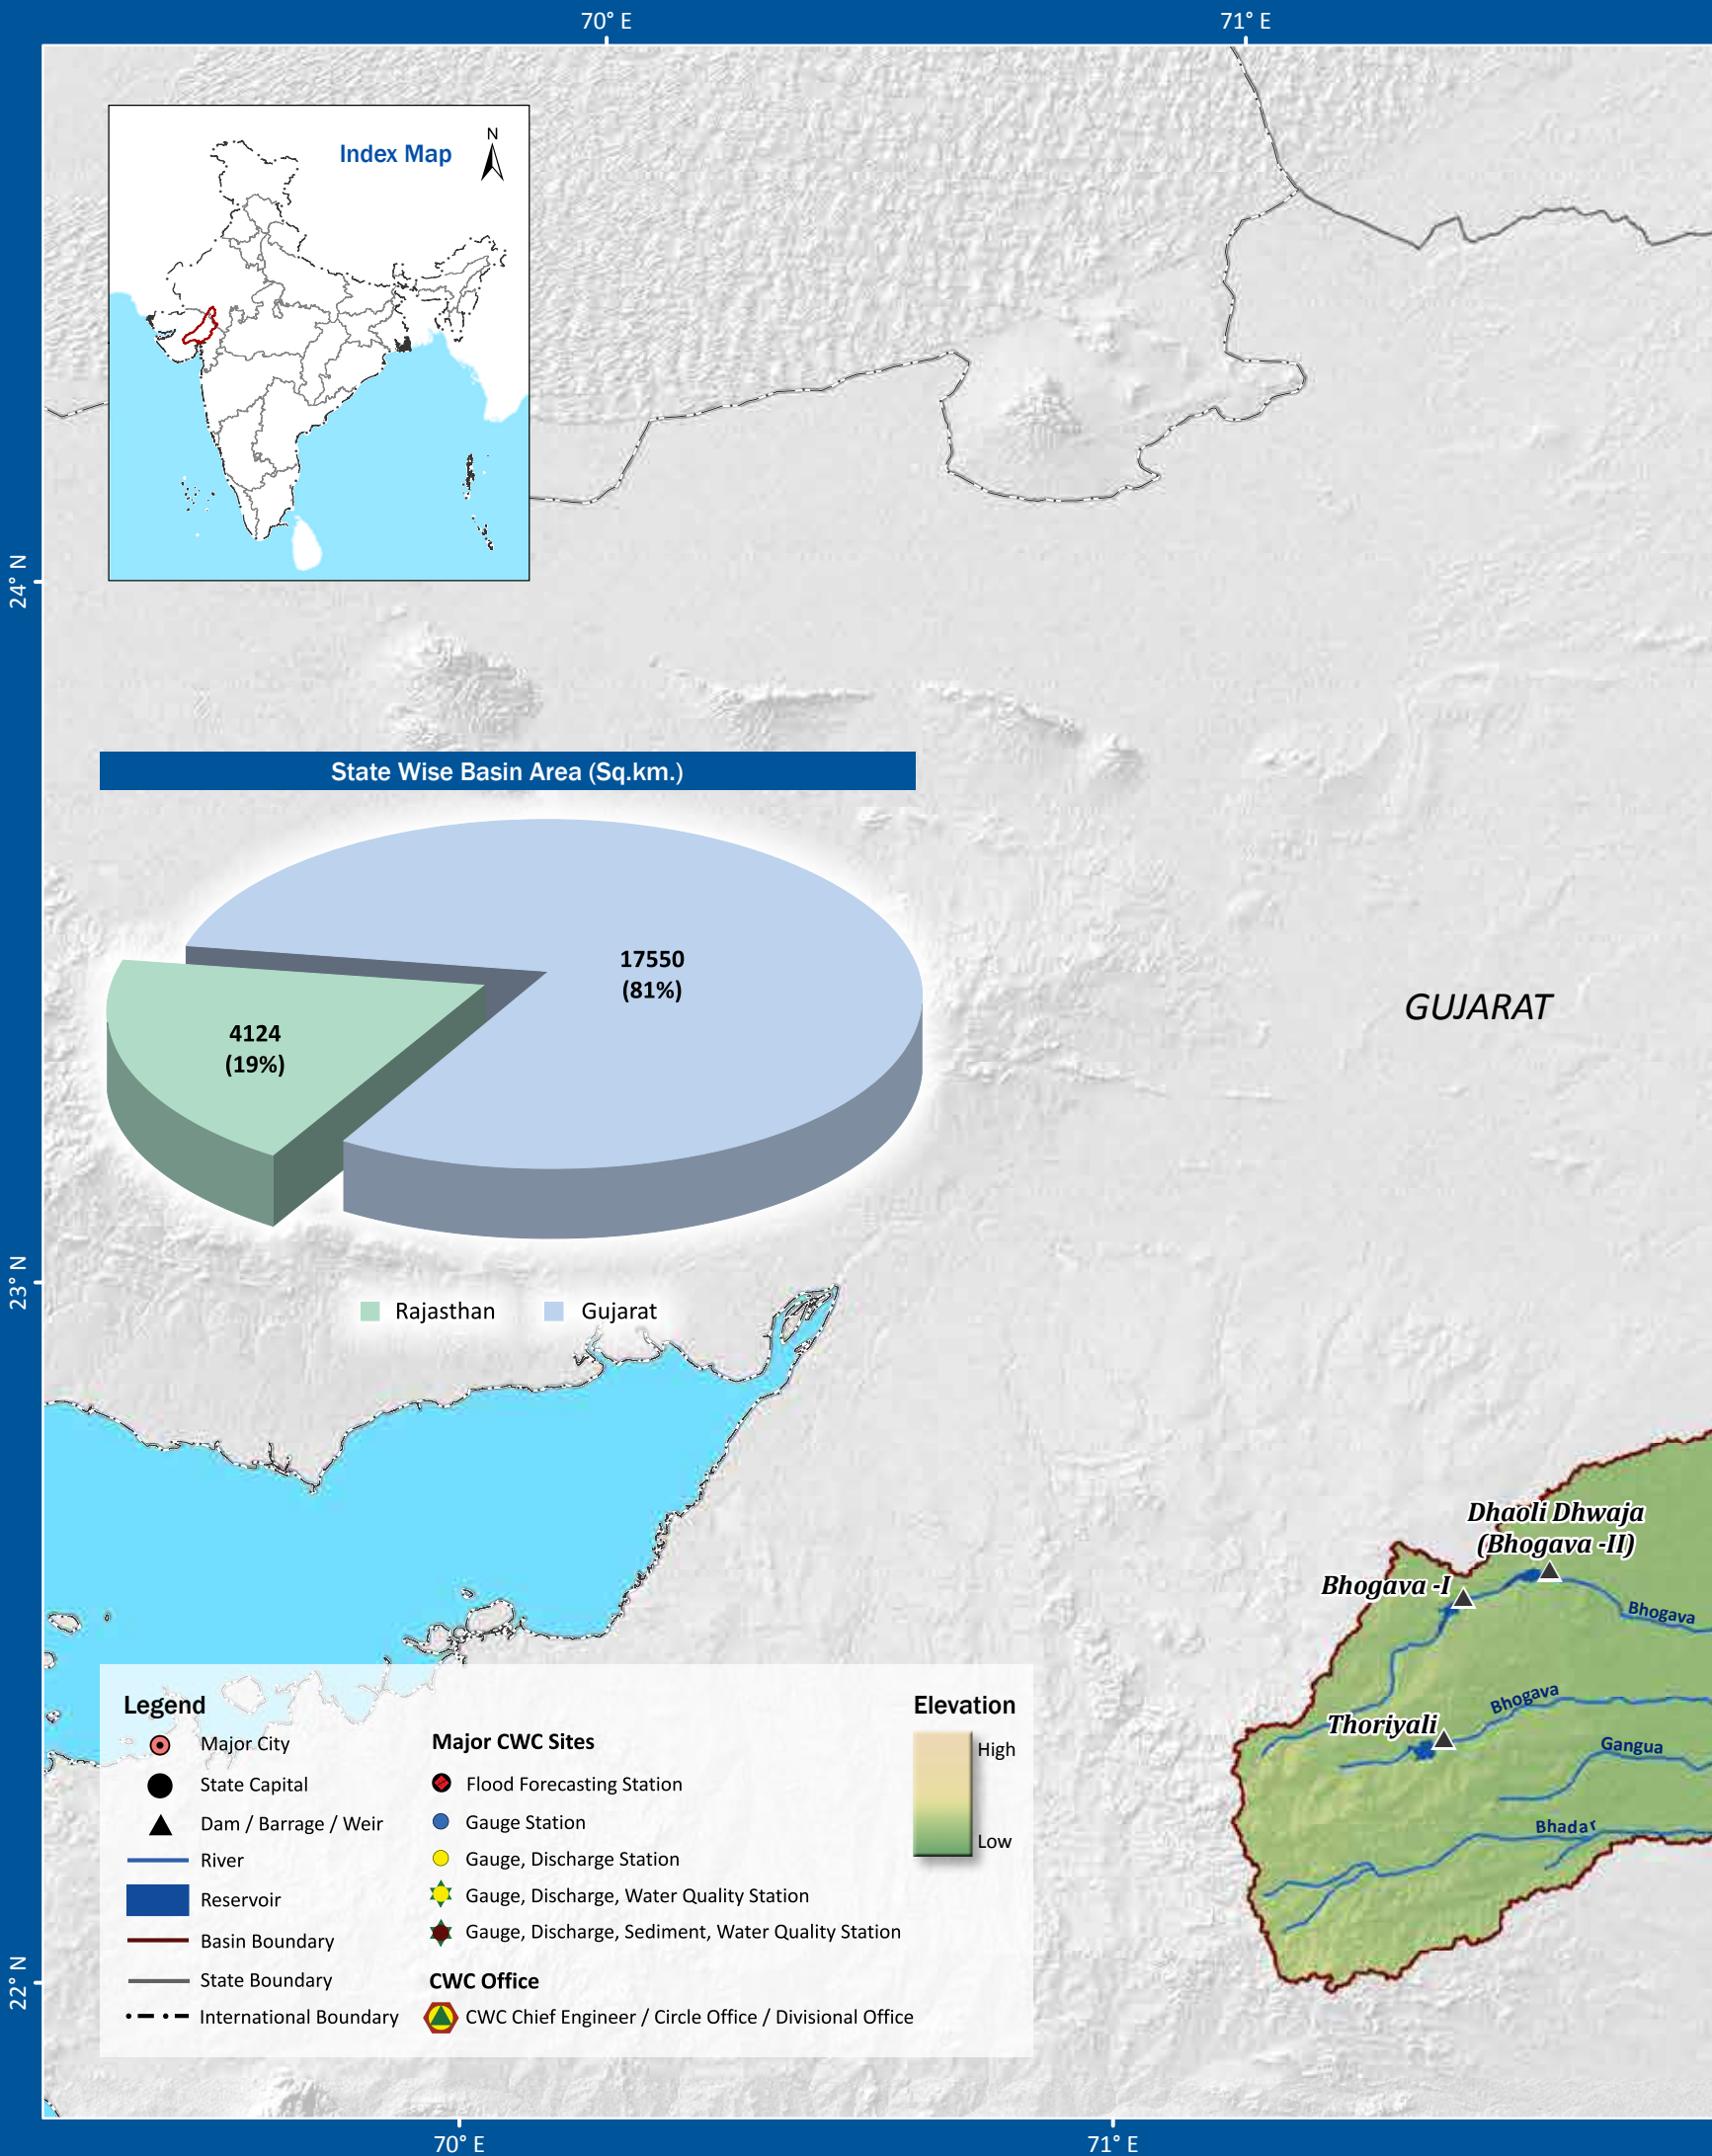 70° E
71° E
Index Map
N
24° N
State Wise Basin Area (Sq.km.)
17550
(81%)
4124
(19%)
GUJARAT
23° N
Rajasthan
Gujarat
Dhaoli Dhwaja
(Bhogava -II)
Bhogava -I
Bhogava
Bhogava
Thoriyali
Gangua
Bhadar
Legend
Major City
State Capital
Dam / Barrage / Weir
River
Reservoir
Basin Boundary
State Boundary
International Boundary
Major CWC Sites
Flood Forecasting Station
Gauge Station
Gauge, Discharge Station
Gauge, Discharge, Water Quality Station
Gauge, Discharge, Sediment, Water Quality Station
CWC Office
CWC Chief Engineer / Circle Office / Divisional Office
Elevation
High
Low
22° N
70° E
71° E